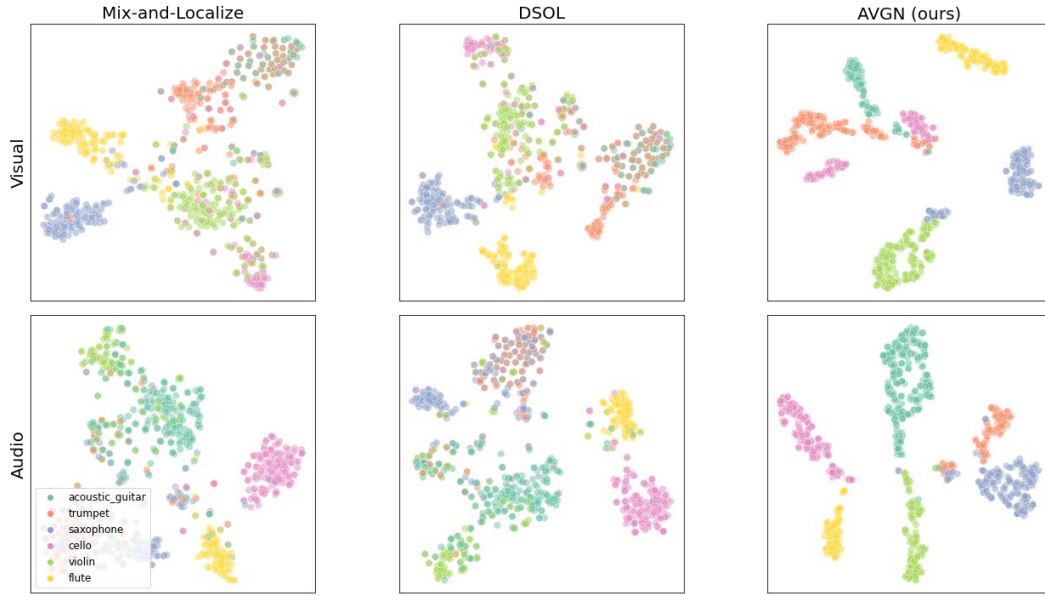 Mix-and-Localize
DSOL
AVGN (ours)
Visual
Audio
acoustic_guitar
trumpet
saxophone
cello
violin
flute